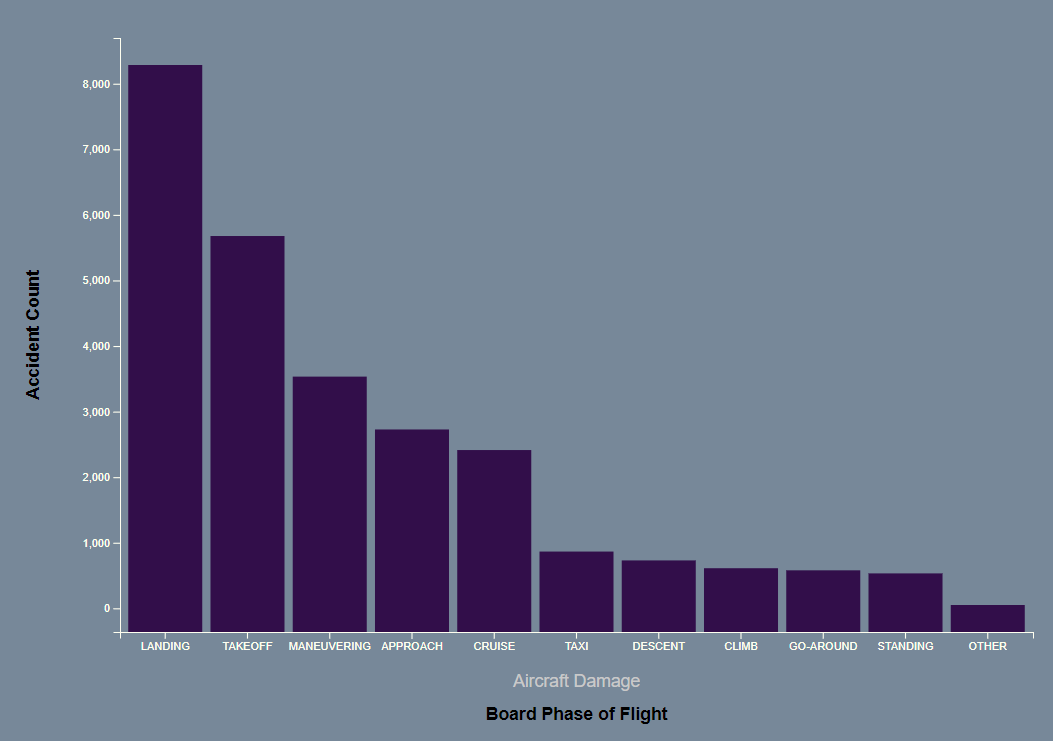 Accident Count
8,000
7,000
6,000
5,000
4,000
3,000
2,000
1,000
0
LANDING TAKEOFF MANEUVERING APPROACH CRUISE TAXI DESCENT CLIMB GO-AROUND STANDING OTHER
Aircraft Damage
Board Phase of Flight